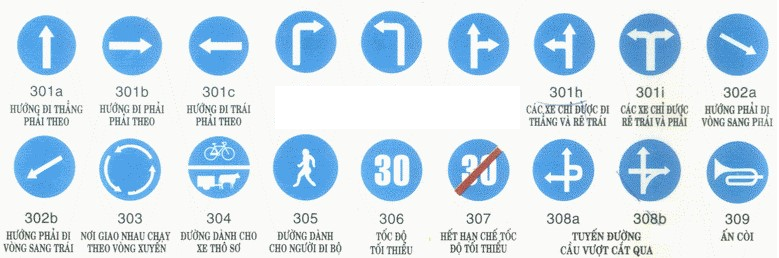 301a 301b 301c 301h 301i 302a
HƯỚNG ĐI THẲNG PHẢI THEO
HƯỚNG ĐI PHẢI PHẢI THEO
HƯỚNG ĐI TRÁI PHẢI THEO
CÁC XE CHỈ ĐƯỢC ĐI THẲNG VÀ RẼ TRÁI
CÁC XE CHỈ ĐƯỢC RẼ TRÁI VÀ PHẢI
HƯỚNG PHẢI ĐI VÒNG SANG PHẢI
30 30
302b 303 304 305 306 307 308a 308b 309
HƯỚNG PHẢI ĐI VÒNG SANG TRÁI
NƠI GIAO NHAU CHẠY THEO VÒNG XUYẾN
ĐƯỜNG DÀNH CHO XE THÔ SƠ
ĐƯỜNG DÀNH CHO NGƯỜI ĐI BỘ
TỐC ĐỘ TỐI THIỂU
HẾT HẠN CHẾ TỐC ĐỘ TỐI THIỂU
TUYẾN ĐƯỜNG CẦU VƯỢT CẮT QUA
ẤN CÒI